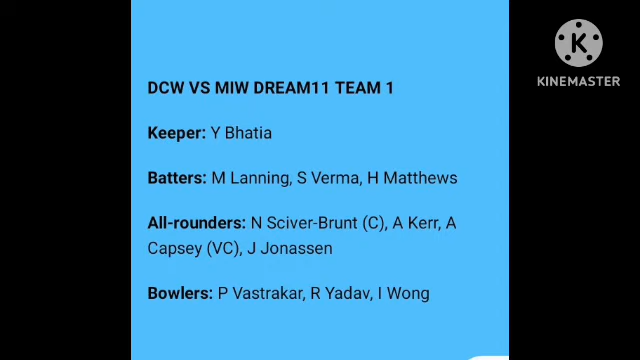 DCW VS MIW DREAM11 TEAM 1
Keeper: Y Bhatia
Batters: M Lanning, S Verma, H Matthews
All-rounders: N Sciver-Brunt (C), A Kerr, A
Capsey (VC), J Jonassen
Bowlers: P Vastrakar, R Yadav, I Wong
K
KINEMASTER